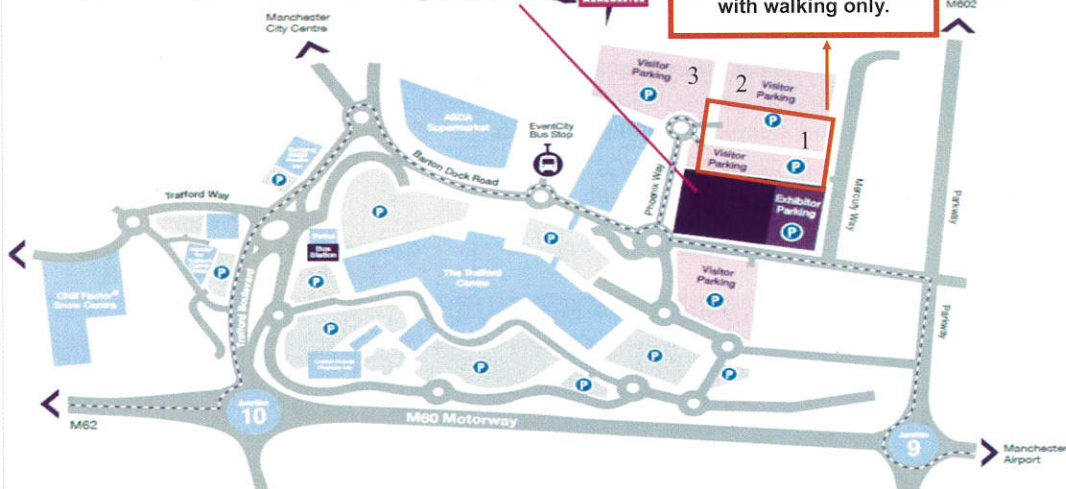 MANCHESTER
with walking only.
M602
Manchester
City Centre
Visitor
Parking
P
3
2
Visitor
Parking
P
1
Visitor
Parking
P
ASDA
Supermarket
EventCity
Bus Stop
Barton Dock Road
Phoenix Way
Mercury Way
Parkway
Exhibitor
Parking
P
P
Trafford Way
P
P
Bus
Station
P
The Trafford
Centre
P
Visitor
Parking
P
Chill Factore
Snow Centre
Trafford Boulevard
P
P
P
P
P
P
Parkway
M62
Junction
10
M60 Motorway
Junction
9
Manchester
Airport